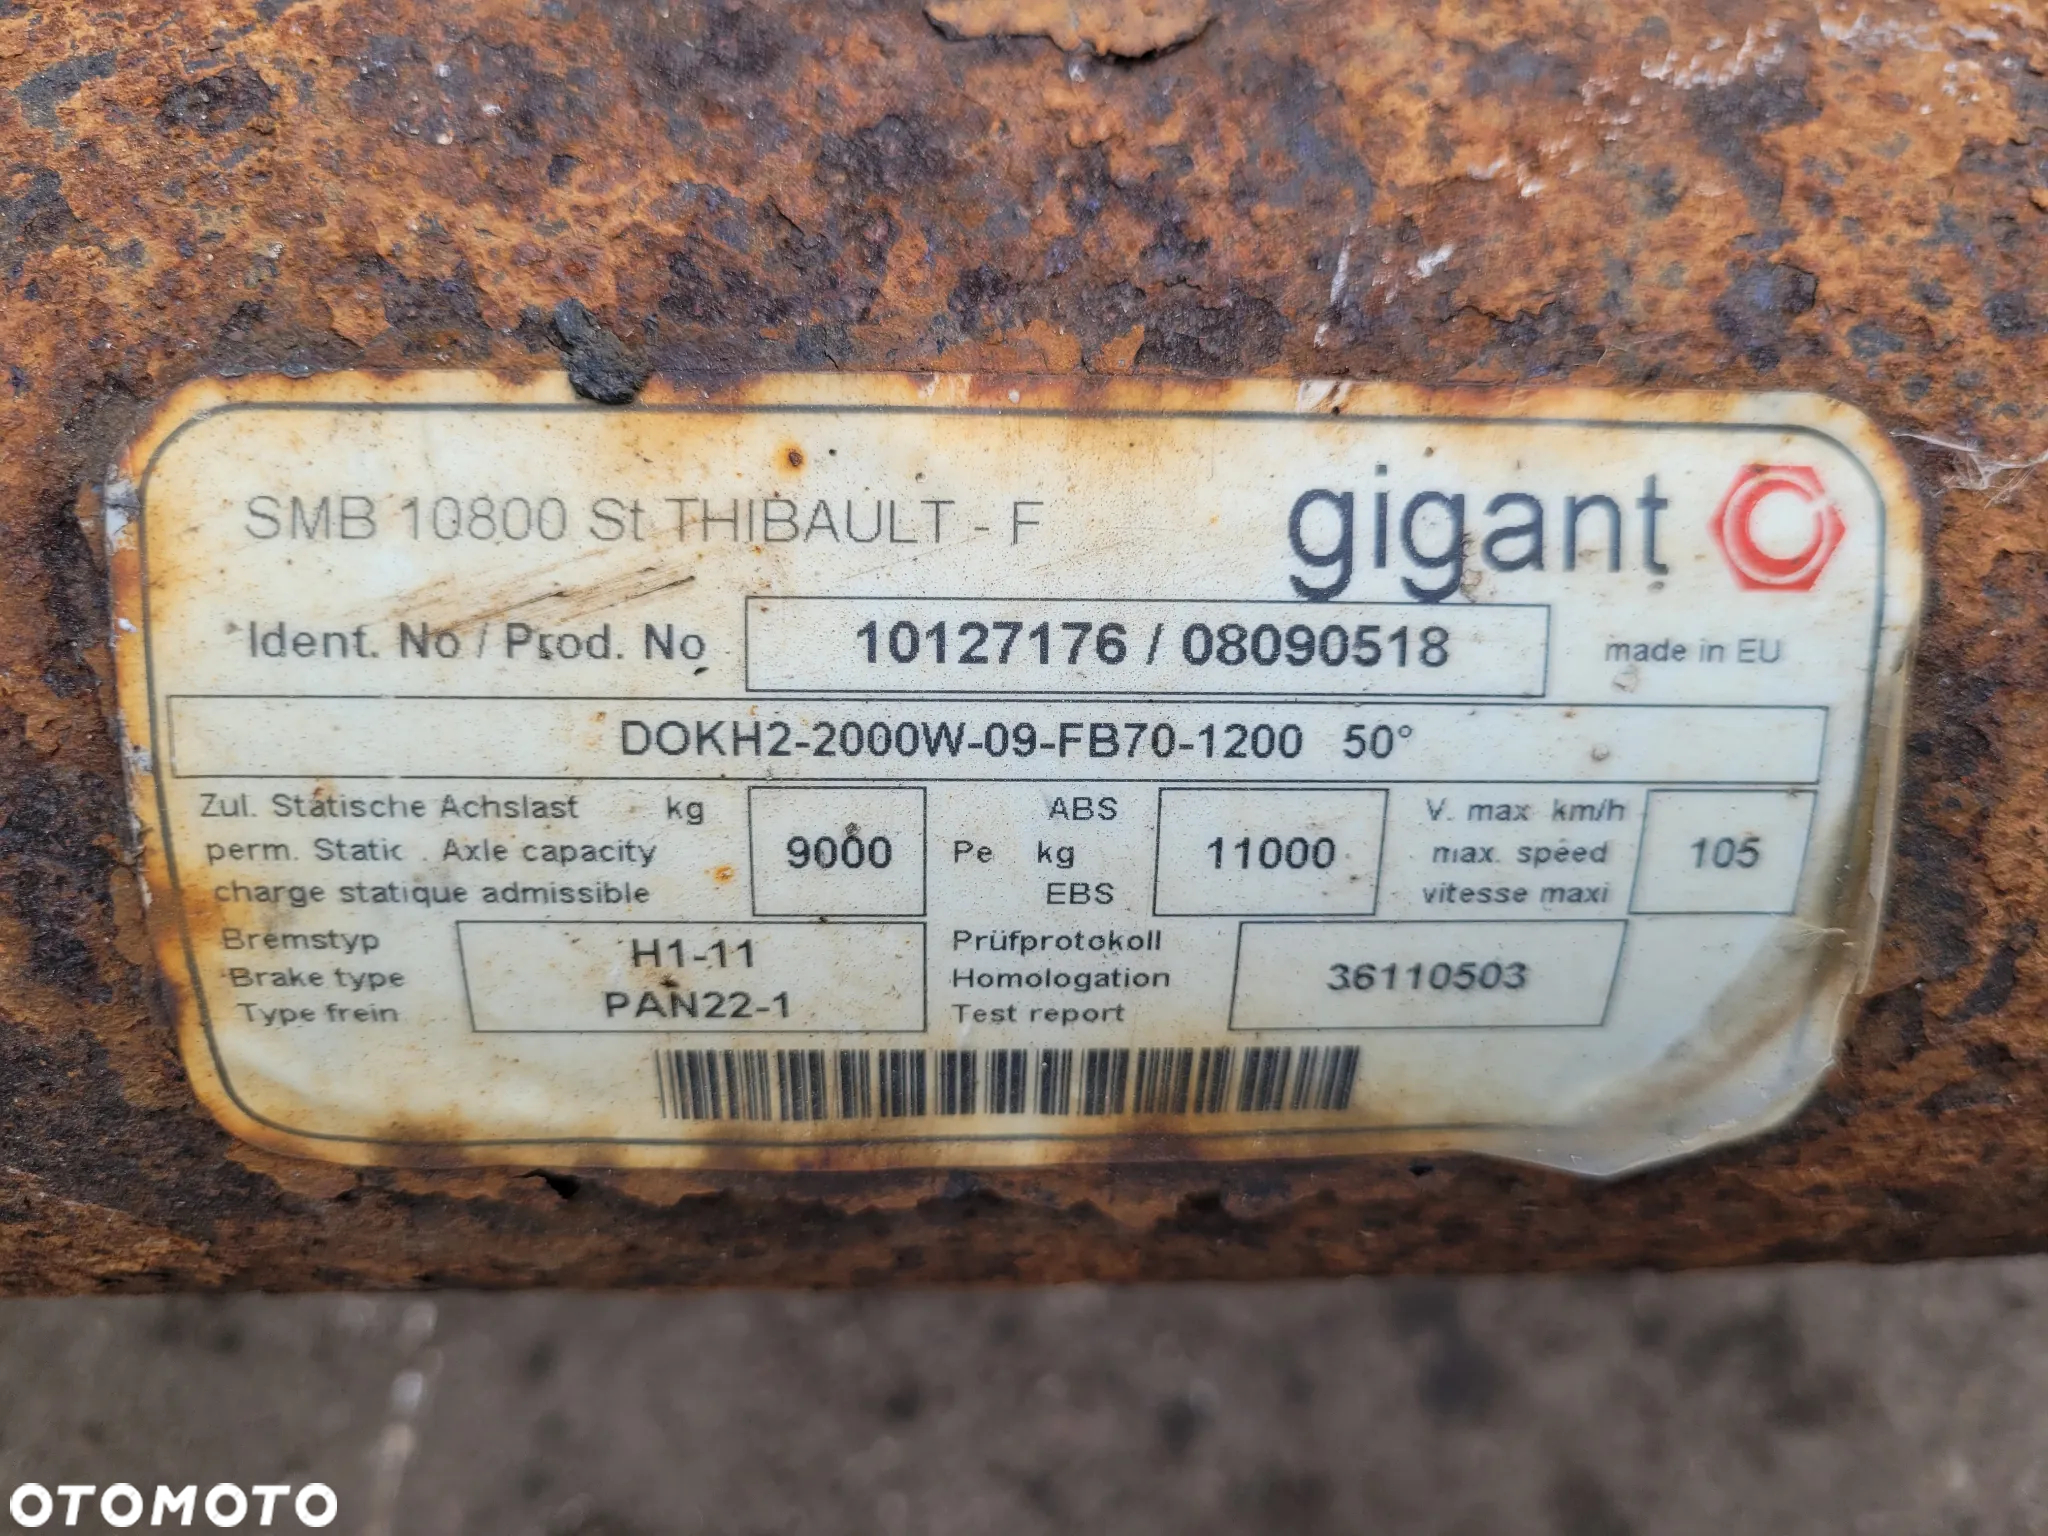 SMB 10800 St THIBAULT - F
gigant
Ident. No / Prod. No 10127176 / 08090518 made in EU
DOKH2-2000W-09-FB70-1200 50°
Zul. Statische Achslast kg
perm. Static . Axle capacity
charge statique admissible
9000
ABS
Pe kg
EBS
11000
V. max km/h
max. speed
vitesse maxi
105
Bremstyp
Brake type
Type frein
H1-11
PAN22-1
Prüfprotokoll
Homologation
Test report
36110503
OTOMOTO